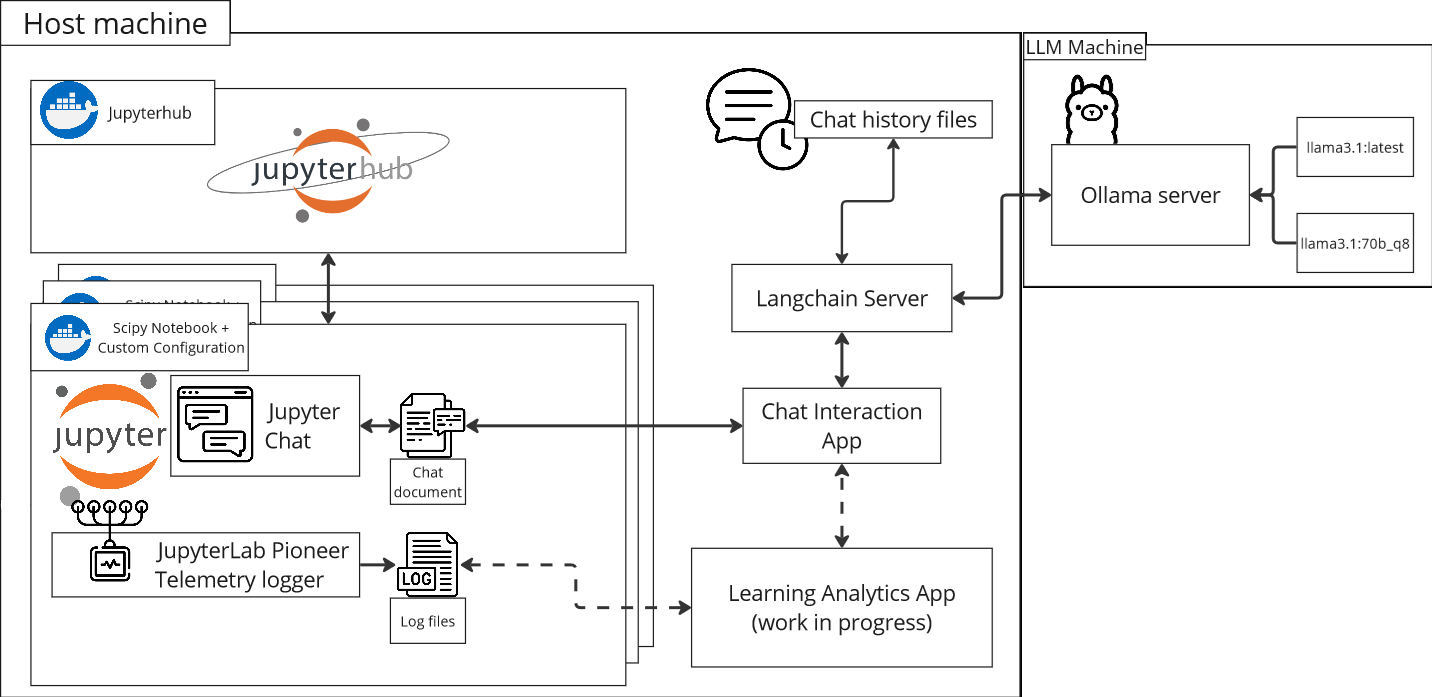 Host machine
LLM Machine
Jupyterhub
jupyterhub
Chat history files
Ollama server
llama3.1:latest
llama3.1:70b_q8
Langchain Server
Scipy Notebook +
Scipy Notebook +
Custom Configuration
jupyter
Jupyter
Chat
Chat
document
Chat Interaction
App
JupyterLab Pioneer
Telemetry logger
LOG
Log files
Learning Analytics App
(work in progress)